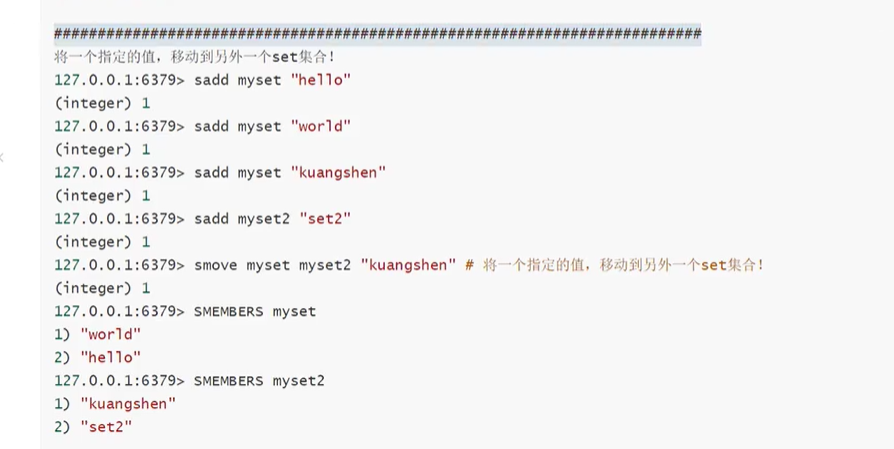 ##############################################################################
将一个指定的值，移动到另外一个set集合！
127.0.0.1:6379> sadd myset "hello"
(integer) 1
127.0.0.1:6379> sadd myset "world"
(integer) 1
127.0.0.1:6379> sadd myset "kuangshen"
(integer) 1
127.0.0.1:6379> sadd myset2 "set2"
(integer) 1
127.0.0.1:6379> smove myset myset2 "kuangshen" # 将一个指定的值，移动到另外一个set集合！
(integer) 1
127.0.0.1:6379> SMEMBERS myset
1) "world"
2) "hello"
127.0.0.1:6379> SMEMBERS myset2
1) "kuangshen"
2) "set2"